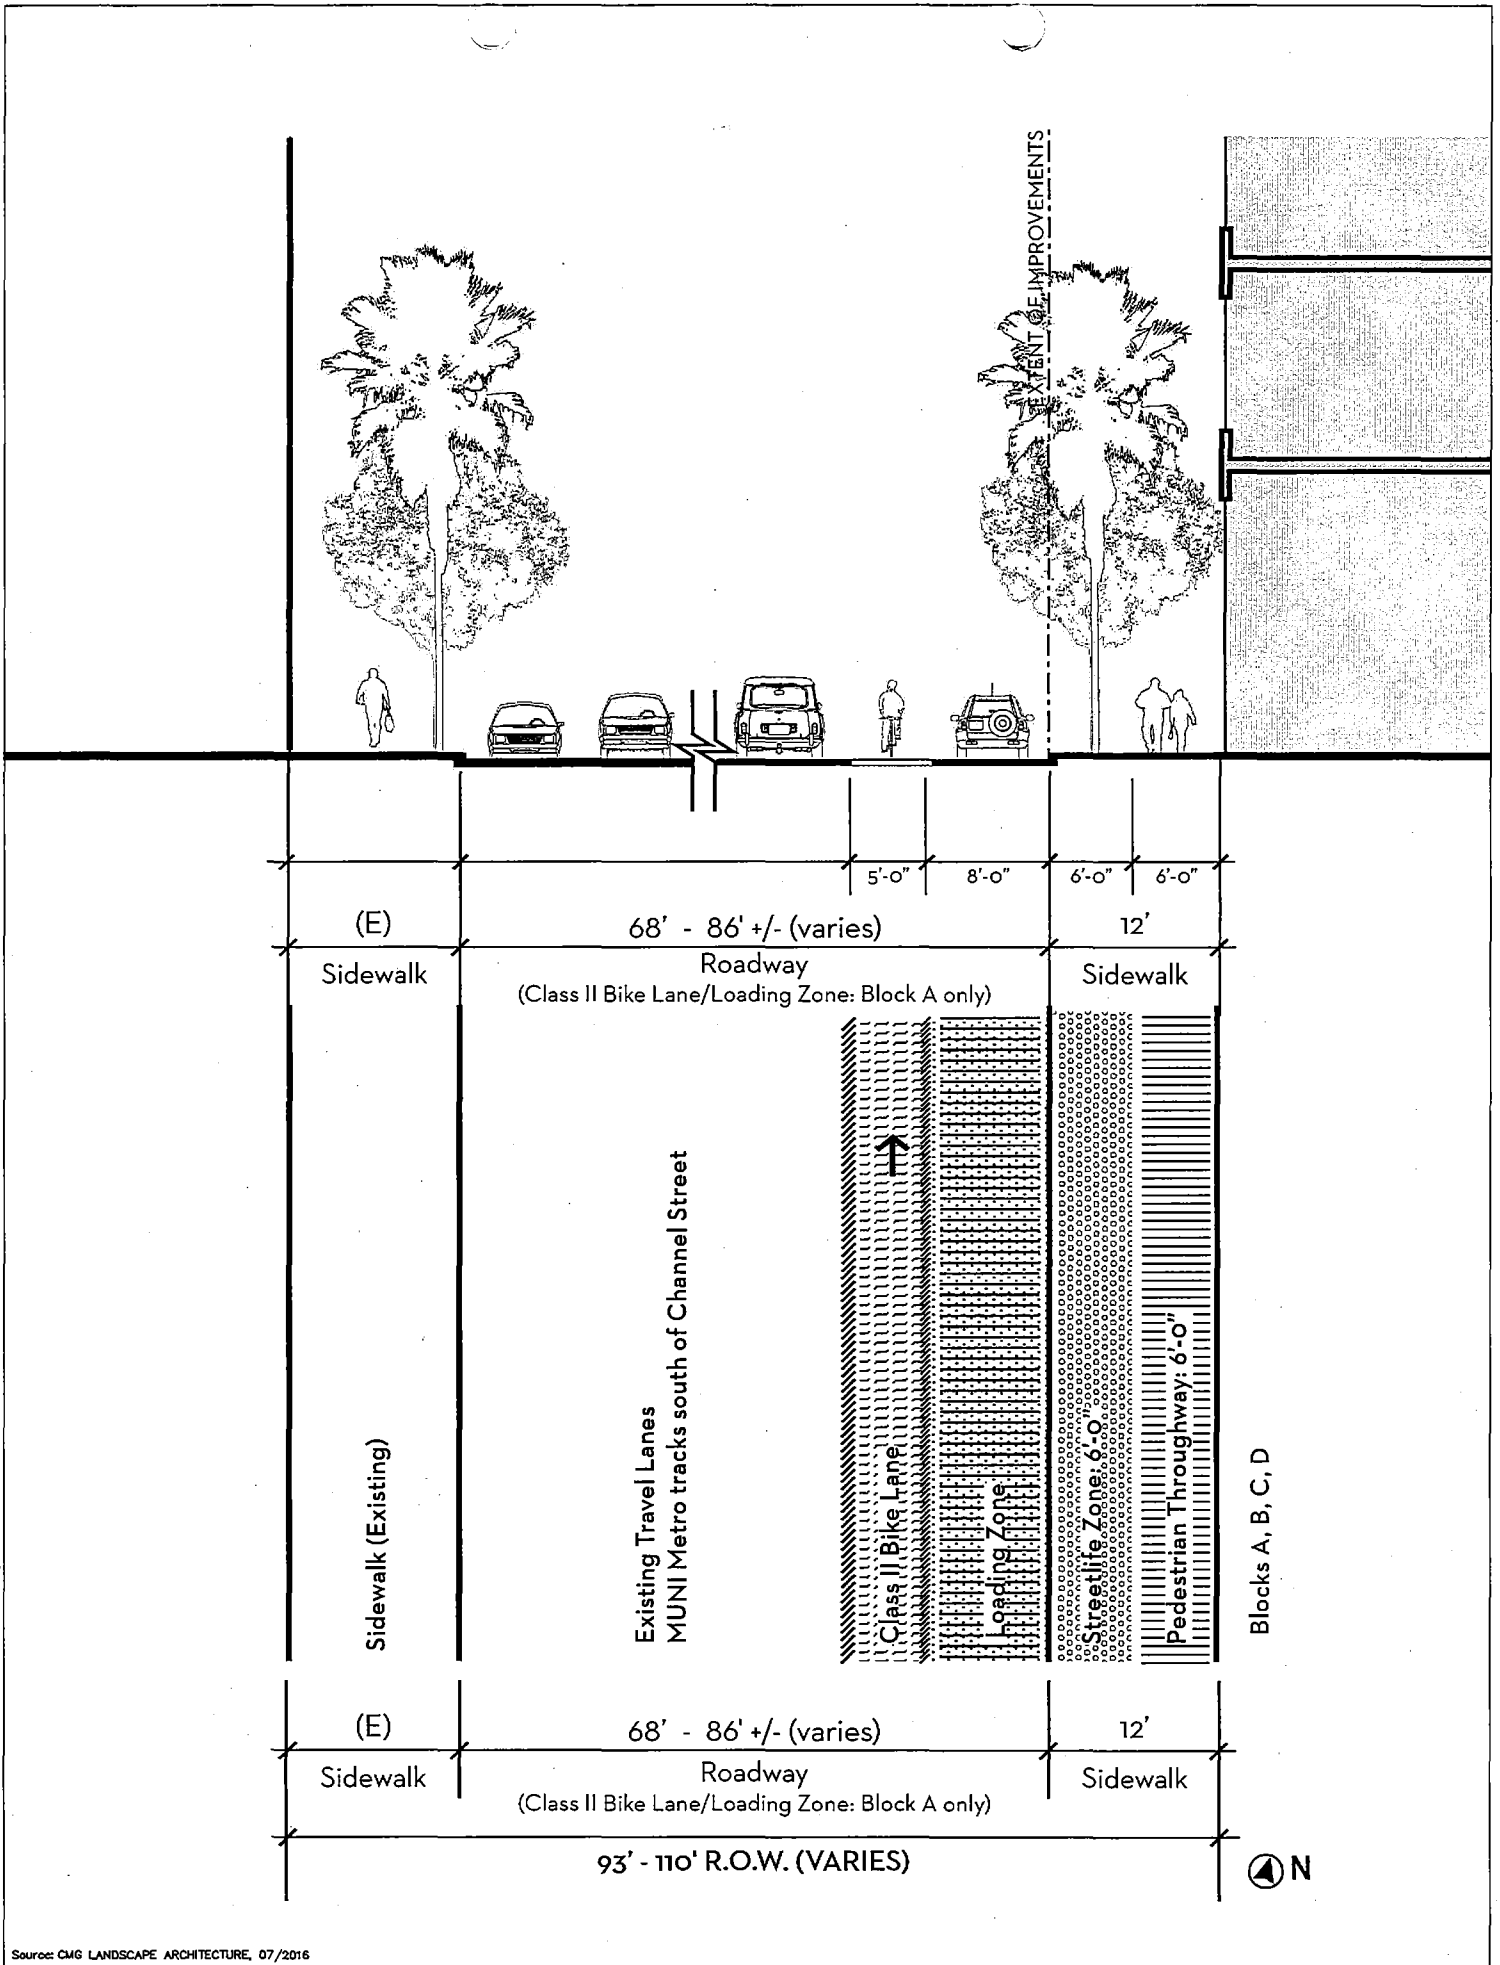 EXTENT OF IMPROVEMENTS
5'-0"
8'-0"
6'-0"
6'-0"
(E)
68' - 86' +/- (varies)
12'
Sidewalk
Roadway
(Class II Bike Lane/Loading Zone: Block A only)
Sidewalk
Sidewalk (Existing)
Existing Travel Lanes
MUNI Metro tracks south of Channel Street
Class II Bike Lane
Loading Zone
Streetlife Zone: 6'-0"
Pedestrian Throughway: 6'-0"
Blocks A, B, C, D
(E)
68' - 86' +/- (varies)
12'
Sidewalk
Roadway
(Class II Bike Lane/Loading Zone: Block A only)
Sidewalk
93' - 110' R.O.W. (VARIES)
N
Source: CMG LANDSCAPE ARCHITECTURE, 07/2016